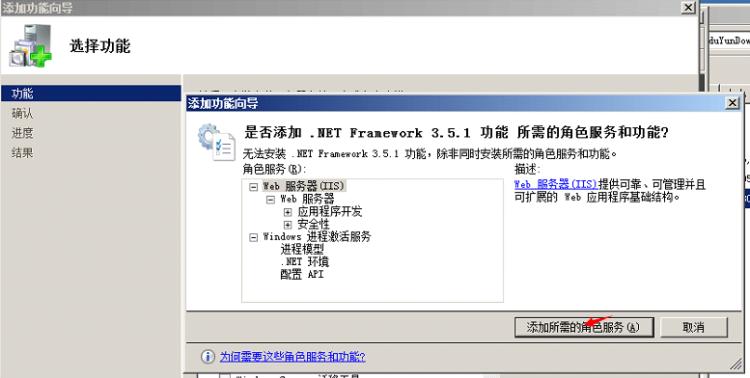 添加功能向导
选择功能
duYunDow
功能
确认
进度
结果
添加功能向导
是否添加 .NET Framework 3.5.1 功能 所需的角色服务和功能?
无法安装 .NET Framework 3.5.1 功能，除非同时安装所需的角色服务和功能。
角色服务(R):
Web 服务器(IIS)
Web 服务器
应用程序开发
安全性
Windows 进程激活服务
进程模型
.NET 环境
配置 API
描述:
Web 服务器(IIS)提供可靠、可管理并且
可扩展的 Web 应用程序基础结构。
添加所需的角色服务(A)
取消
为何需要这些角色服务和功能?